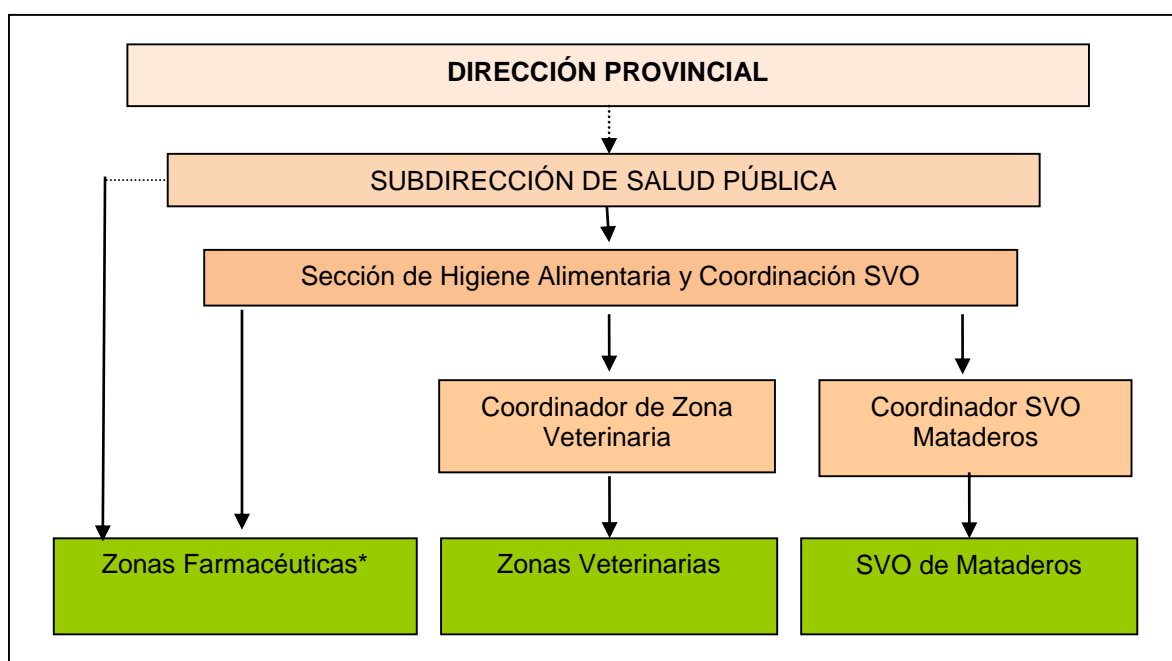 DIRECCIÓN PROVINCIAL
SUBDIRECCIÓN DE SALUD PÚBLICA
Sección de Higiene Alimentaria y Coordinación SVO
Coordinador de Zona
Veterinaria
Coordinador SVO
Mataderos
Zonas Farmacéuticas*
Zonas Veterinarias
SVO de Mataderos